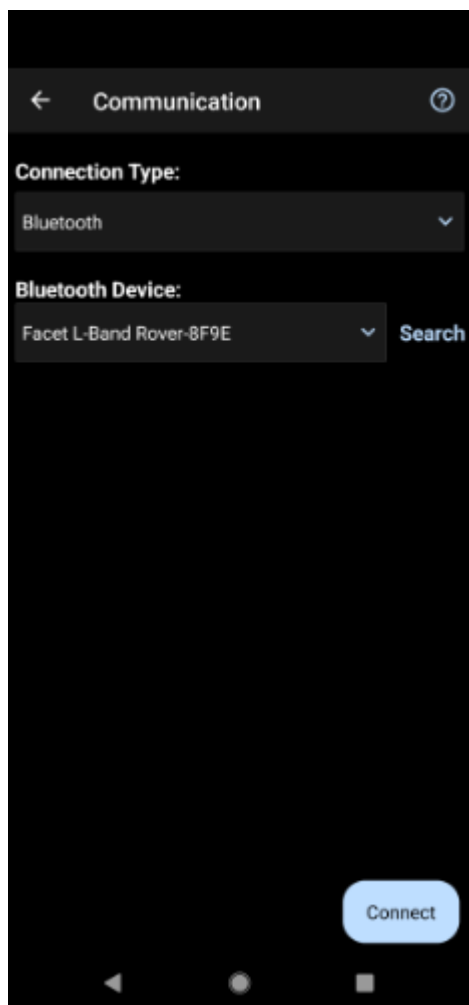 Communication
Connection Type:
Bluetooth
Bluetooth Device:
Facet L-Band Rover-8F9E
Search
Connect